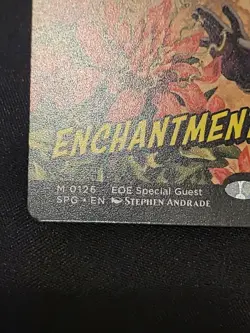 ENCHANTMEN
M 0126 EOE Special Guest
SPG • EN Stephen Andrade